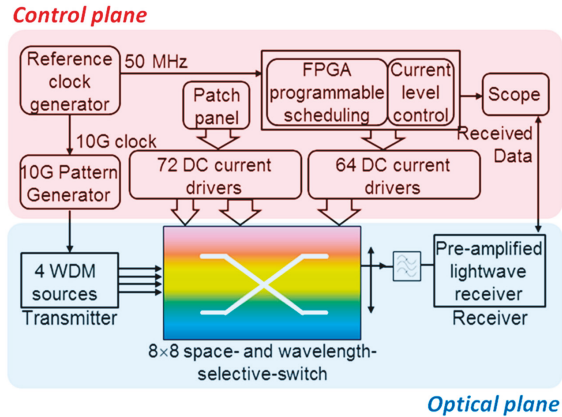 Control plane
Reference
clock
generator
50 MHz
FPGA
programmable
scheduling
Current
level
control
Scope
Patch
panel
Received
Data
10G clock
10G Pattern
Generator
72 DC current
drivers
64 DC current
drivers
4 WDM
sources
Transmitter
Pre-amplified
lightwave
receiver
Receiver
8×8 space- and wavelength-
selective-switch
Optical plane